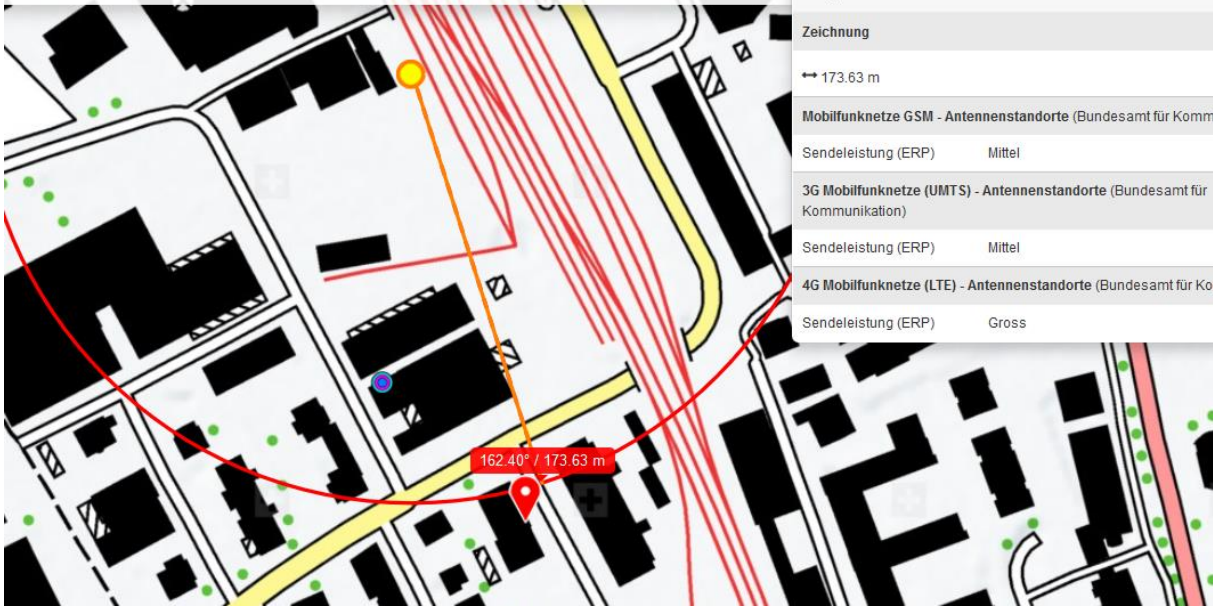 Zeichnung
↔ 173.63 m
Mobilfunknetze GSM - Antennenstandorte (Bundesamt für Komm
Sendeleistung (ERP) Mittel
3G Mobilfunknetze (UMTS) - Antennenstandorte (Bundesamt für
Kommunikation)
Sendeleistung (ERP) Mittel
4G Mobilfunknetze (LTE) - Antennenstandorte (Bundesamt für Ko
Sendeleistung (ERP) Gross
162.40° / 173.63 m